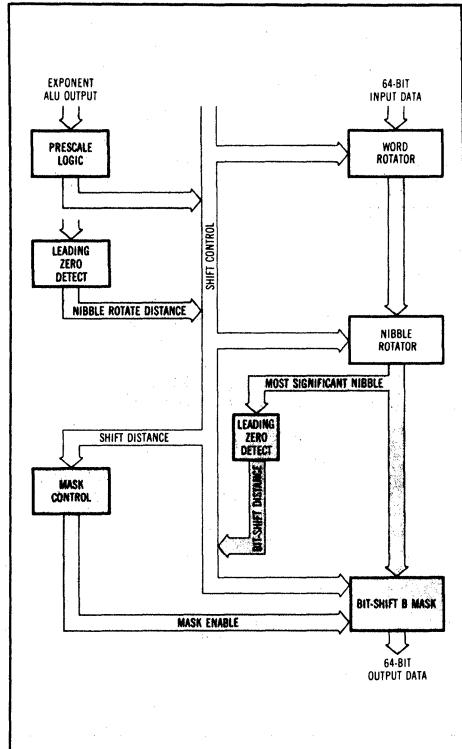 EXPONENT
ALU OUTPUT
64-BIT
INPUT DATA
PRESCALE
LOGIC
WORD
ROTATOR
LEADING
ZERO
DETECT
SHIFT CONTROL
NIBBLE ROTATE DISTANCE
NIBBLE
ROTATOR
MOST SIGNIFICANT NIBBLE
LEADING
ZERO
DETECT
SHIFT DISTANCE
MASK
CONTROL
BIT-SHIFT DISTANCE
BIT-SHIFT B MASK
MASK ENABLE
64-BIT
OUTPUT DATA